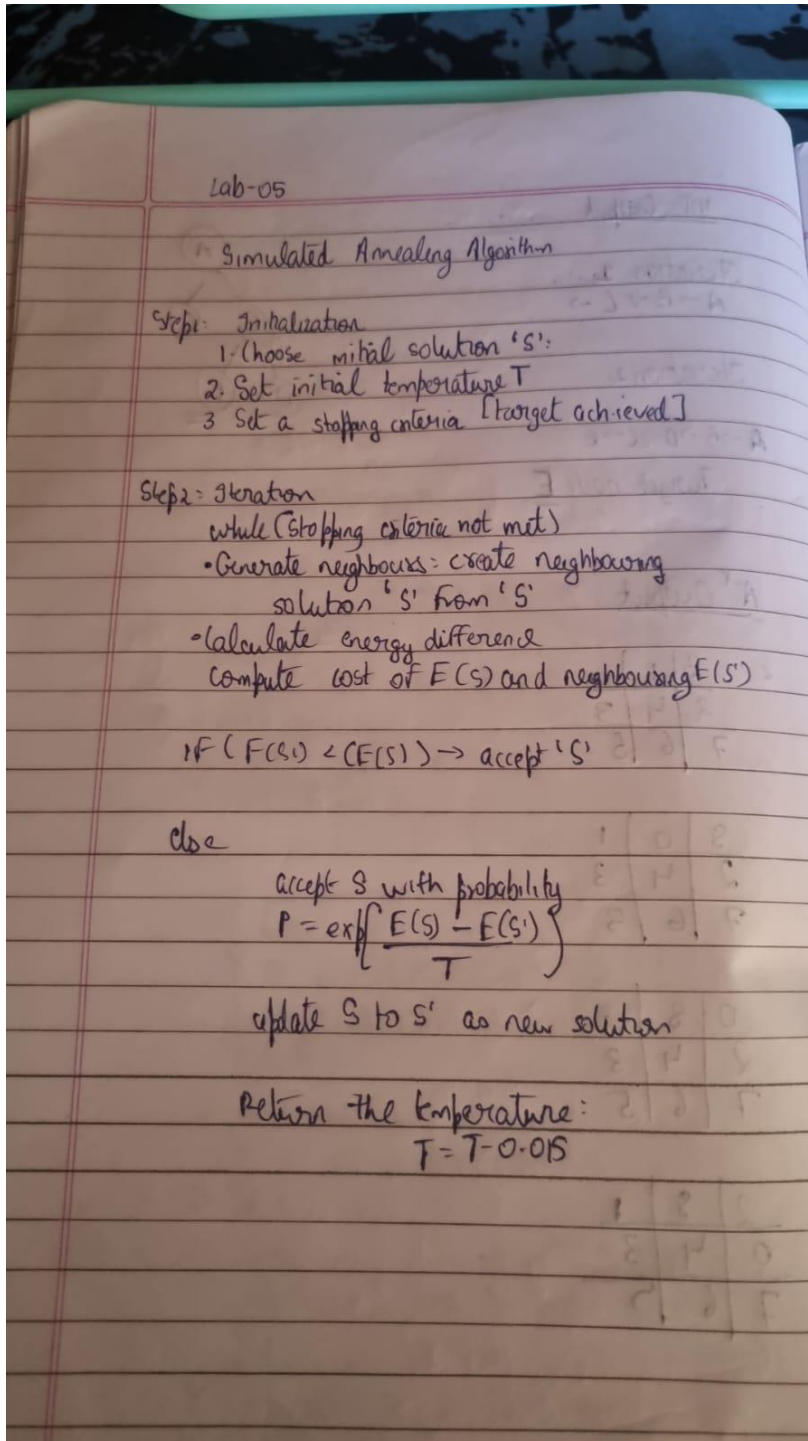 Lab-05
Simulated Annealing Algorithm
Step1: Initialization
1. Choose initial solution 'S':
2. Set initial temperature T
3 Set a stopping criteria [target achieved]
Step2: Iteration
while (stopping criteria not met)
• Generate neighbours: create neighbouring
solution 'S' from 'S'
• Calculate energy difference
compute cost of E(S) and neighbouring E(S')
IF ( F(S') < (E(S)) → accept 'S'
else
accept S with probability
P = exp{ E(S) - E(S') / T }
update S to S' as new solution
Return the temperature:
T = T-0.015